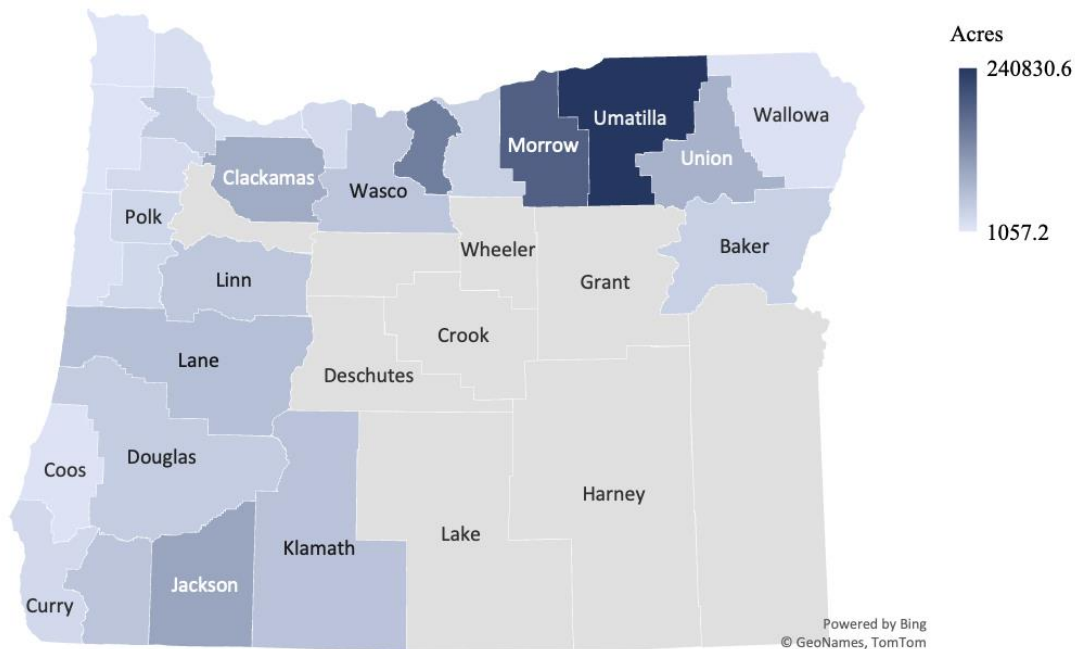 Acres
240830.6
1057.2
Umatilla
Wallowa
Morrow
Union
Clackamas
Wasco
Polk
Wheeler
Baker
Linn
Grant
Crook
Lane
Deschutes
Douglas
Coos
Harney
Lake
Klamath
Jackson
Curry
Powered by Bing
© GeoNames, TomTom